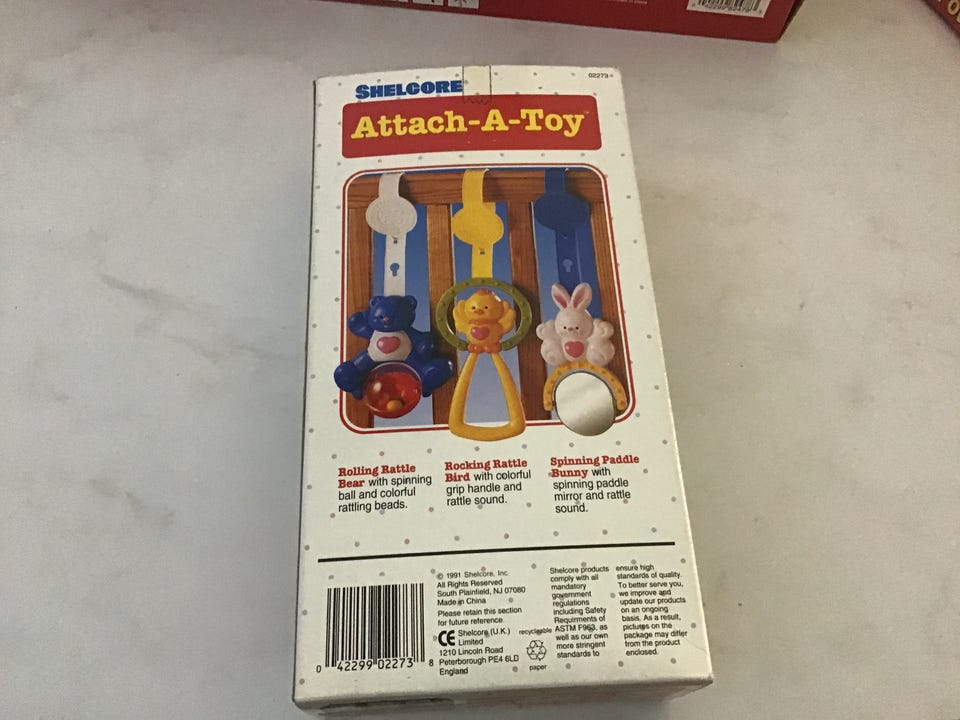 SHELCORE
02273
Attach-A-Toy
Rolling Rattle
Bear with spinning
ball and colorful
rattling beads.
Rocking Rattle
Bird with colorful
grip handle and
rattle sound.
Spinning Paddle
Bunny with
spinning paddle
mirror and rattle
sound.
0 42299 02273 8
© 1991 Shelcore, Inc.
All Rights Reserved
South Plainfield, NJ 07080
Made in China
Please retain this section
for future reference.
CE Shelcore (U.K.)
Limited
1210 Lincoln Road
Peterborough PE4 6LD
England
recyclable
paper
Shelcore products
comply with all
mandatory
government
regulations
including Safety
Requirments of
ASTM F963, as
well as our own
more stringent
standards to
ensure high
standards of quality.
To better serve you,
we improve and
update our products
on an ongoing
basis. As a result,
pictures on the
package may differ
from the product
enclosed.